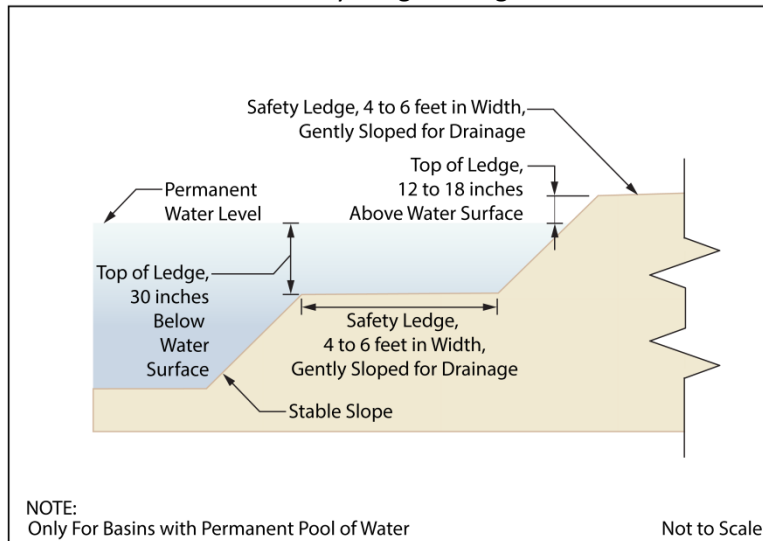 Safety Ledge, 4 to 6 feet in Width,
Gently Sloped for Drainage
Top of Ledge,
12 to 18 inches
Above Water Surface
Permanent
Water Level
Top of Ledge,
30 inches
Below
Water
Surface
Safety Ledge,
4 to 6 feet in Width,
Gently Sloped for Drainage
Stable Slope
NOTE:
Only For Basins with Permanent Pool of Water
Not to Scale